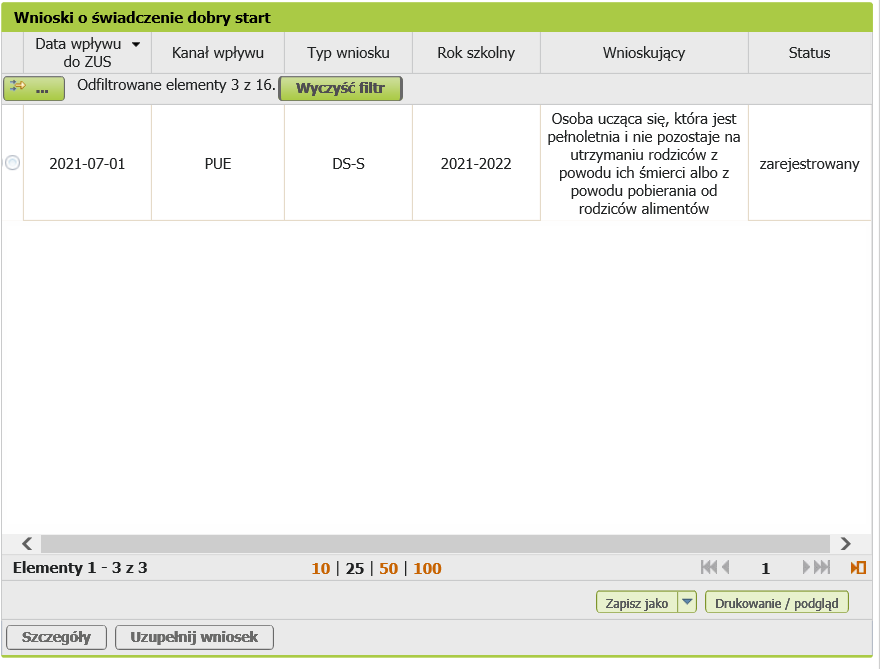 Wnioski o świadczenie dobry start
Data wpływu do ZUS Kanał wpływu Typ wniosku Rok szkolny Wnioskujący Status
... Odfiltrowane elementy 3 z 16. Wyczyść filtr
Osoba ucząca się, która jest
pełnoletnia i nie pozostaje na
utrzymaniu rodziców z
2021-07-01 PUE DS-S 2021-2022 powodu ich śmierci albo z zarejestrowany
powodu pobierania od
rodziców alimentów
Elementy 1 - 3 z 3 10 | 25 | 50 | 100 1
Zapisz jako Drukowanie / podgląd
Szczegóły Uzupełnij wniosek